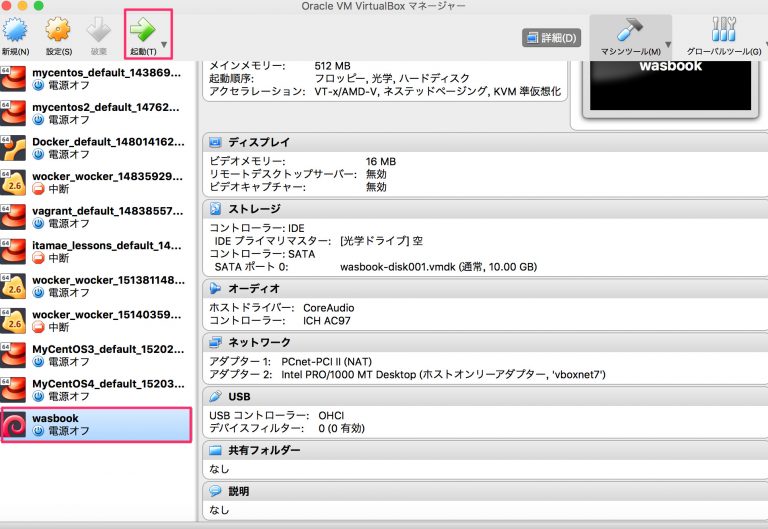 Oracle VM VirtualBox マネージャー
新規(N)
設定(S)
破棄
起動(T)
詳細(D)
マシンツール(M)
グローバルツール(G)
mycentos_default_143869...
電源オフ
mycentos2_default_14762...
電源オフ
Docker_default_148014162...
電源オフ
wocker_wocker_14835929...
中断
vagrant_default_14838557...
電源オフ
itamae_lessons_default_14...
中断
wocker_wocker_151381148...
電源オフ
wocker_wocker_15140359...
中断
MyCentOS3_default_15202...
電源オフ
MyCentOS4_default_15203...
電源オフ
wasbook
電源オフ
メインメモリー: 512 MB
起動順序: フロッピー, 光学, ハードディスク
アクセラレーション: VT-x/AMD-V, ネステッドページング, KVM 準仮想化
wasbook
ディスプレイ
ビデオメモリー: 16 MB
リモートデスクトップサーバー: 無効
ビデオキャプチャー: 無効
ストレージ
コントローラー: IDE
IDE プライマリマスター: [光学ドライブ] 空
コントローラー: SATA
SATA ポート 0: wasbook-disk001.vmdk (通常, 10.00 GB)
オーディオ
ホストドライバー: CoreAudio
コントローラー: ICH AC97
ネットワーク
アダプター 1: PCnet-PCI II (NAT)
アダプター 2: Intel PRO/1000 MT Desktop (ホストオンリーアダプター, 'vboxnet7')
USB
USB コントローラー: OHCI
デバイスフィルター: 0 (0 有効)
共有フォルダー
なし
説明
なし